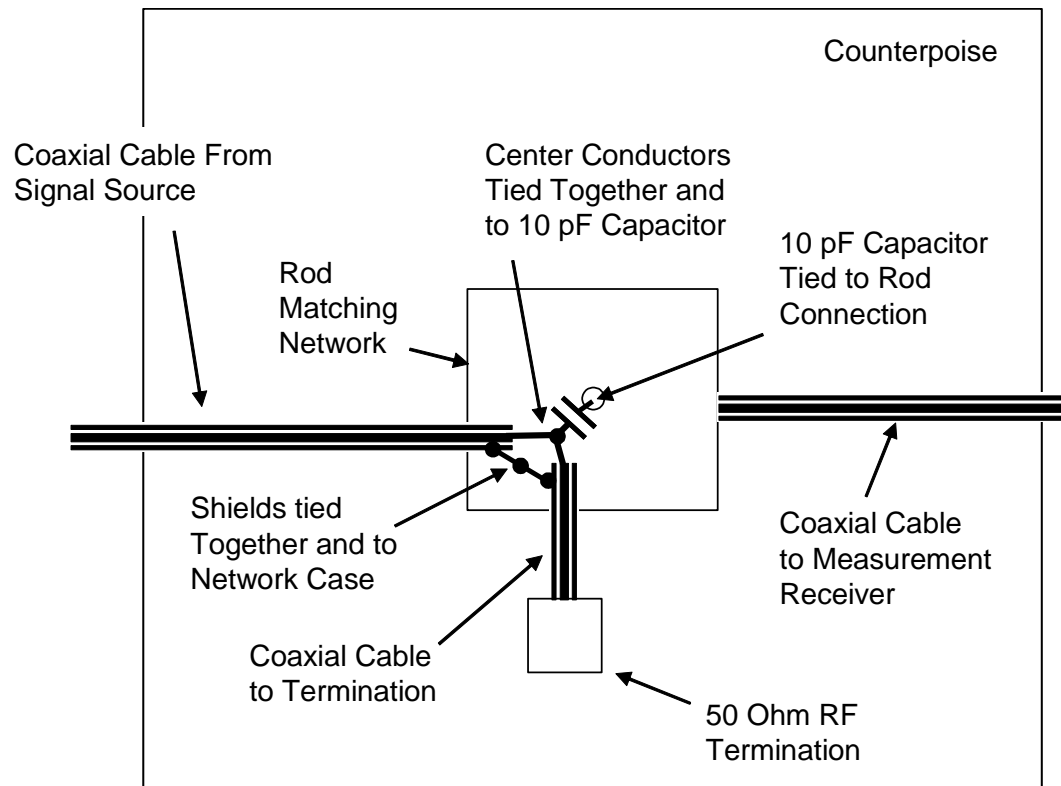 Counterpoise
Coaxial Cable From
Signal Source
Center Conductors
Tied Together and
to 10 pF Capacitor
10 pF Capacitor
Tied to Rod
Connection
Rod
Matching
Network
Shields tied
Together and to
Network Case
Coaxial Cable
to Measurement
Receiver
Coaxial Cable
to Termination
50 Ohm RF
Termination